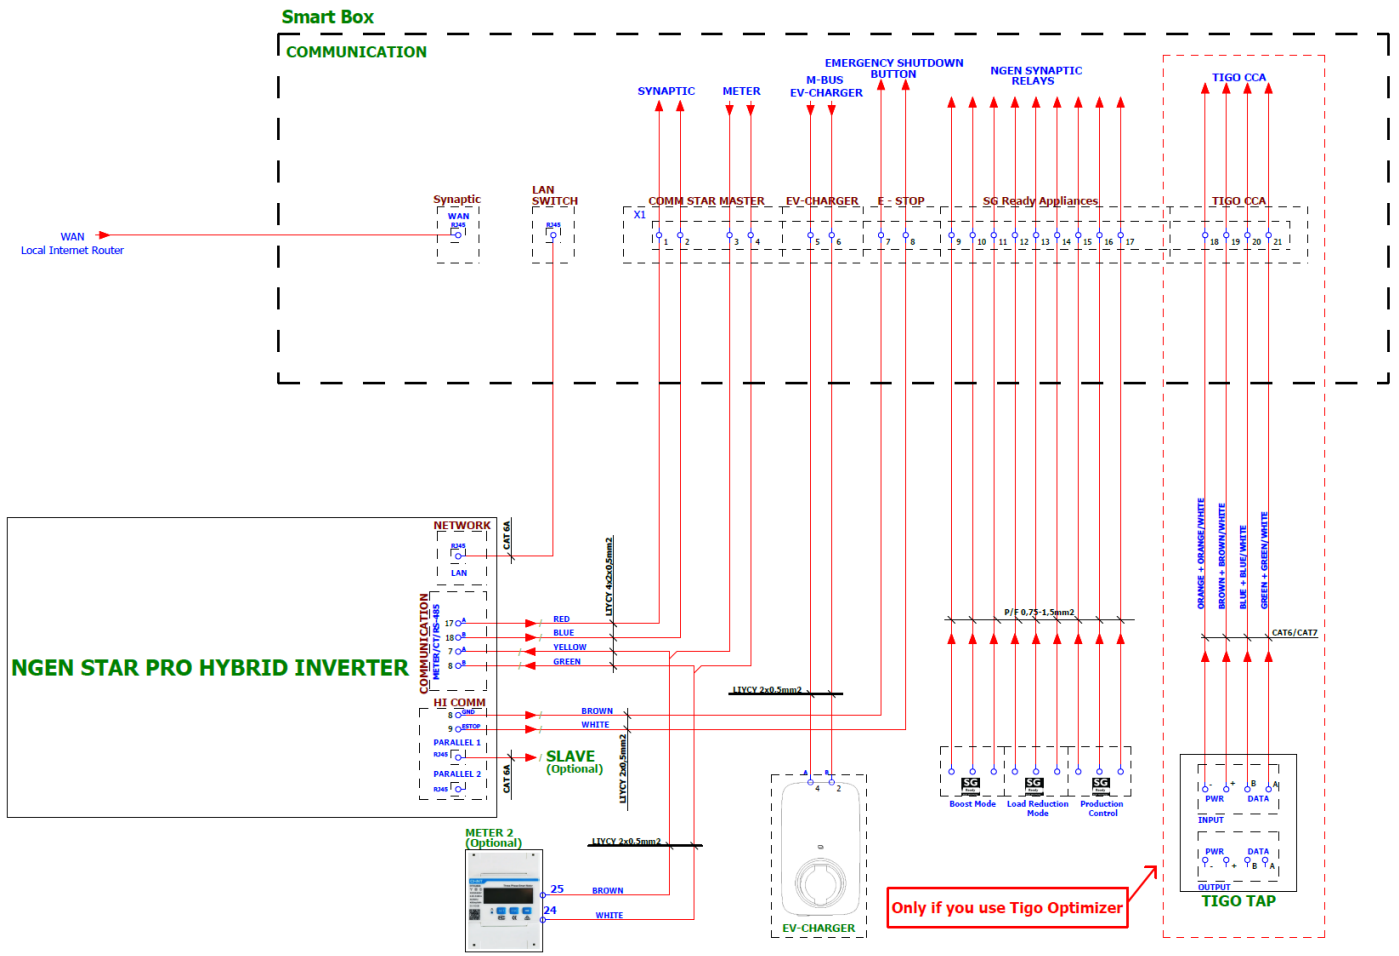 Smart Box
COMMUNICATION
SYNAPTIC
METER
M-BUS
EV-CHARGER
EMERGENCY SHUTDOWN
BUTTON
NGEN SYNAPTIC
RELAYS
TIGO CCA
Synaptic
WAN
RJ45
LAN
SWITCH
RJ45
X1
COMM STAR MASTER
EV-CHARGER
E - STOP
SG Ready Appliances
TIGO CCA
1 2 3 4 5 6 7 8 9 10 11 12 13 14 15 16 17 18 19 20 21
WAN
Local Internet Router
NGEN STAR PRO HYBRID INVERTER
NETWORK
RJ45
LAN
CAT 6A
COMMUNICATION
METER/CT/RS-485
17 A
18 B
7 A
8 B
RED
BLUE
YELLOW
GREEN
LIYCY 4x2x0,5mm2
HI COMM
8 GND
9 ESTOP
BROWN
WHITE
LIYCY 2x0,5mm2
PARALLEL 1
RJ45
PARALLEL 2
RJ45
CAT 6A
SLAVE
(Optional)
METER 2
(Optional)
25
24
BROWN
WHITE
LIYCY 2x0,5mm2
LIYCY 2x0,5mm2
A B
4 2
EV-CHARGER
P/F 0,75-1,5mm2
SG
Ready
SG
Ready
SG
Ready
Boost Mode
Load Reduction
Mode
Production
Control
ORANGE + ORANGE/WHITE
BROWN + BROWN/WHITE
BLUE + BLUE/WHITE
GREEN + GREEN/WHITE
CAT6/CAT7
- + B A
PWR DATA
INPUT
PWR DATA
- + B A
OUTPUT
TIGO TAP
Only if you use Tigo Optimizer